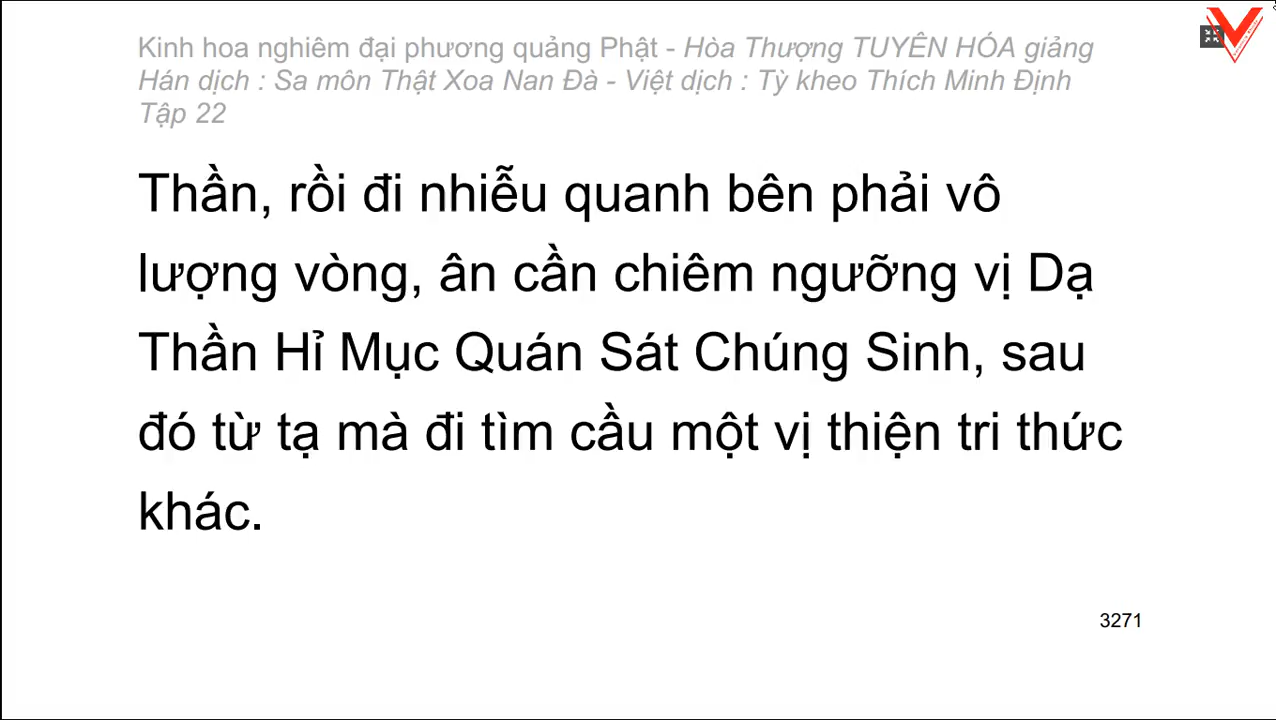 Kinh hoa nghiêm đại phương quảng Phật - Hòa Thượng TUYÊN HÓA giảng
Hán dịch : Sa môn Thật Xoa Nan Đà - Việt dịch : Tỳ kheo Thích Minh Định
Tập 22
Thần, rồi đi nhiễu quanh bên phải vô
lượng vòng, ân cần chiêm ngưỡng vị Dạ
Thần Hỉ Mục Quán Sát Chúng Sinh, sau
đó từ tạ mà đi tìm cầu một vị thiện tri thức
khác.
3271